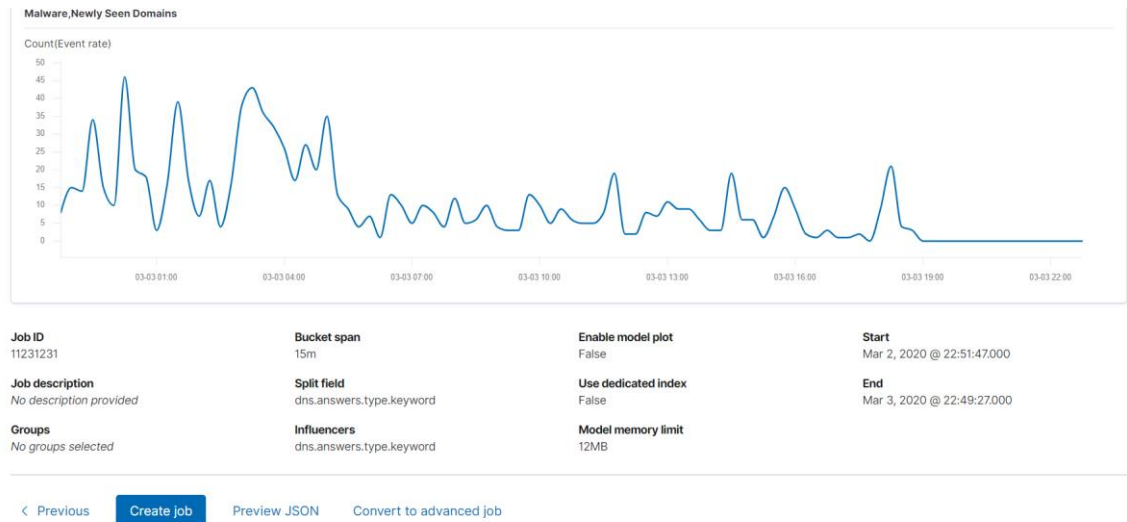 Malware,Newly Seen Domains
Count(Event rate)
50
45
40
35
30
25
20
15
10
5
0
03-03 01:00 03-03 04:00 03-03 07:00 03-03 10:00 03-03 13:00 03-03 16:00 03-03 19:00 03-03 22:00
Job ID Bucket span Enable model plot Start
11231231 15m False Mar 2, 2020 @ 22:51:47.000
Job description Split field Use dedicated index End
No description provided dns.answers.type.keyword False Mar 3, 2020 @ 22:49:27.000
Groups Influencers Model memory limit
No groups selected dns.answers.type.keyword 12MB
< Previous Create job Preview JSON Convert to advanced job